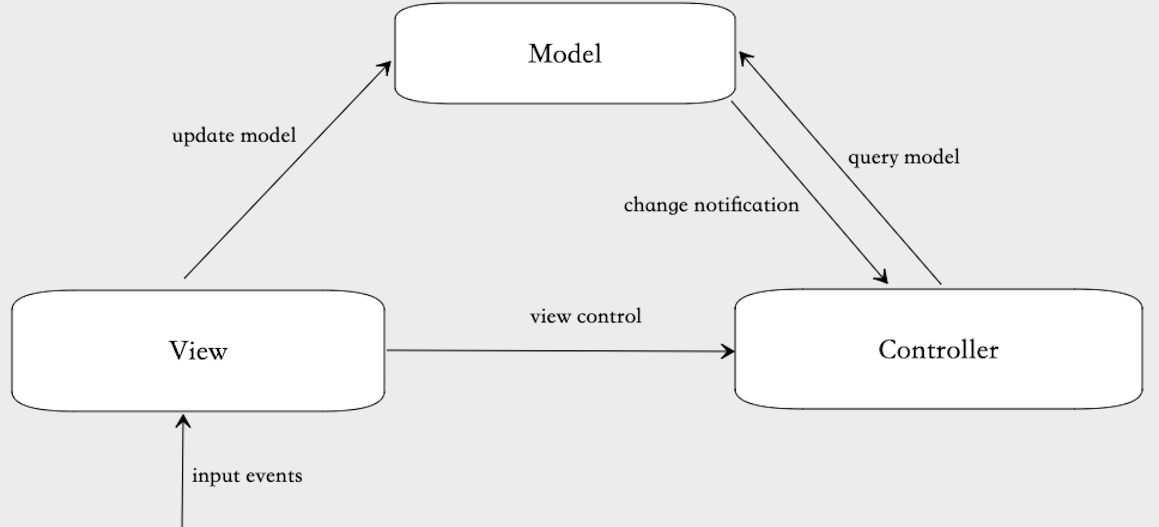 Model
update model
query model
change notification
view control
View
Controller
input events